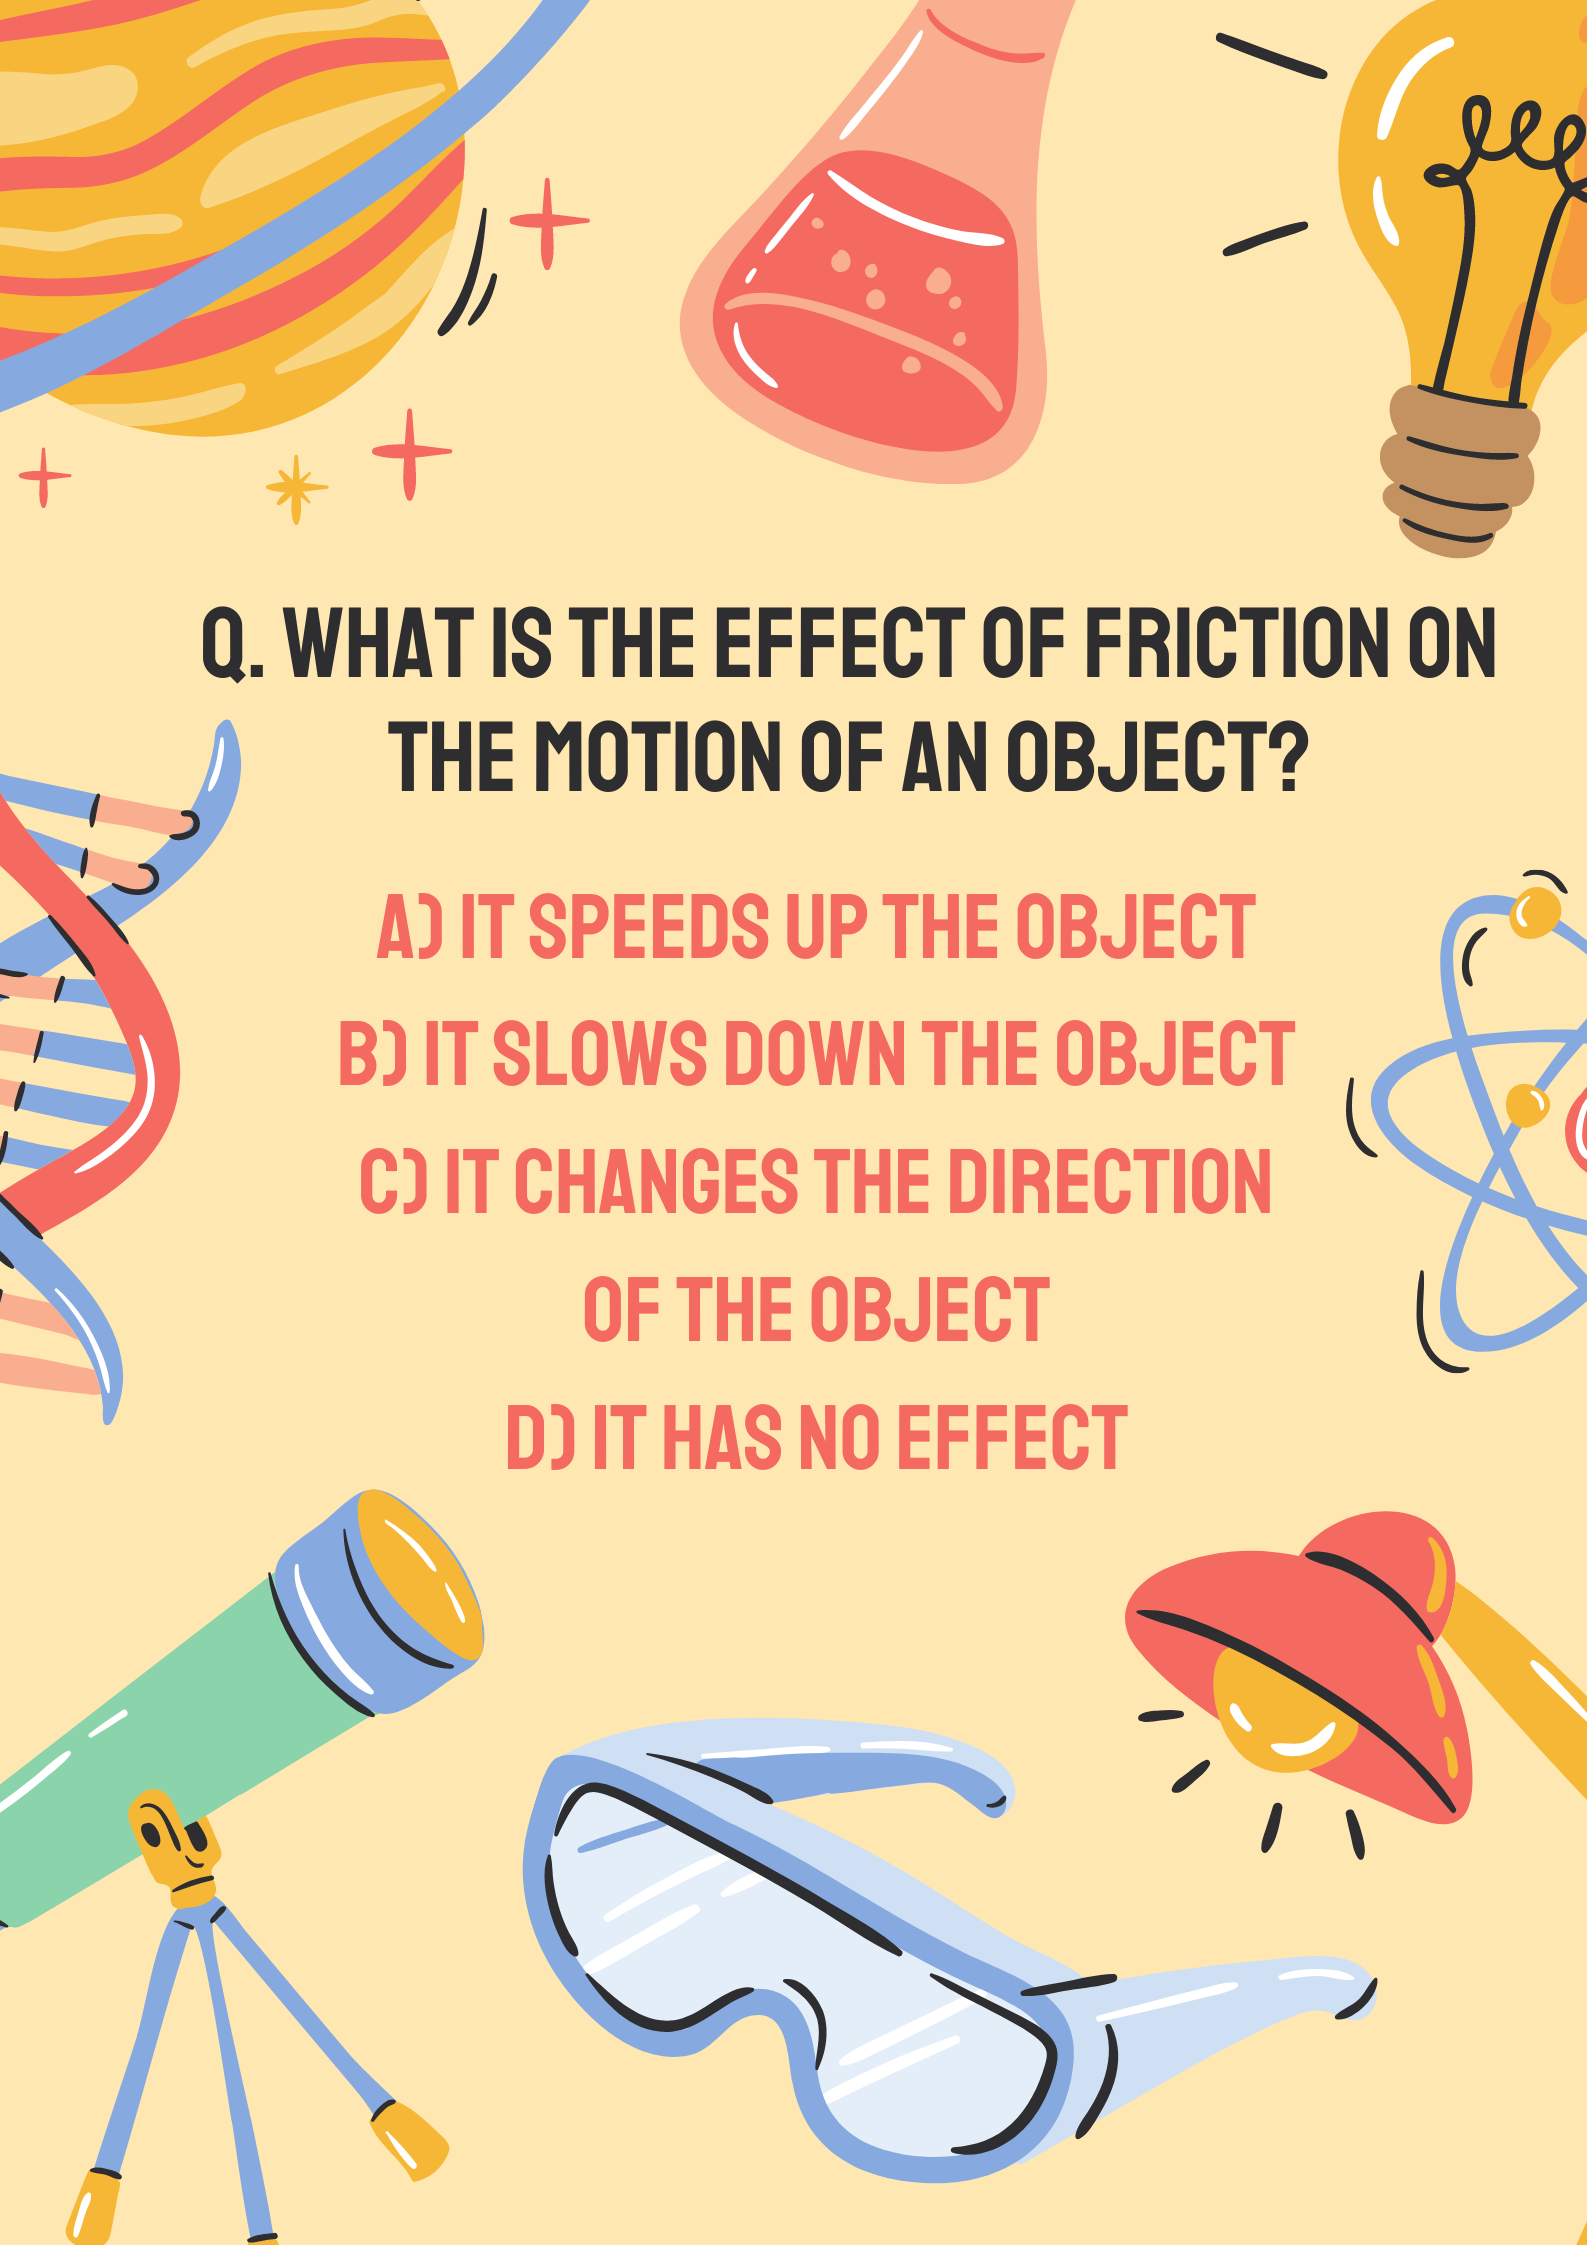 Q. WHAT IS THE EFFECT OF FRICTION ON
THE MOTION OF AN OBJECT?
A) IT SPEEDS UP THE OBJECT
B) IT SLOWS DOWN THE OBJECT
C) IT CHANGES THE DIRECTION
OF THE OBJECT
D) IT HAS NO EFFECT